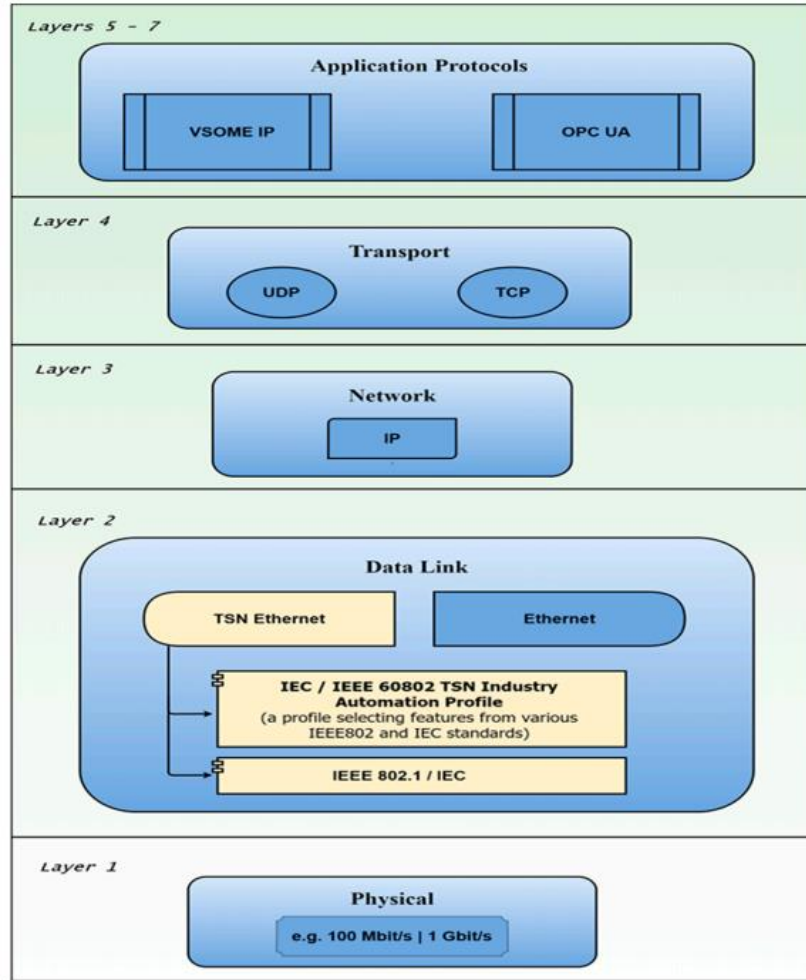 Layers 5 – 7
Application Protocols
VSOME IP
OPC UA
Layer 4
Transport
UDP
TCP
Layer 3
Network
IP
Layer 2
Data Link
TSN Ethernet
Ethernet
IEC / IEEE 60802 TSN Industry
Automation Profile
(a profile selecting features from various
IEEE802 and IEC standards)
IEEE 802.1 / IEC
Layer 1
Physical
e.g. 100 Mbit/s | 1 Gbit/s